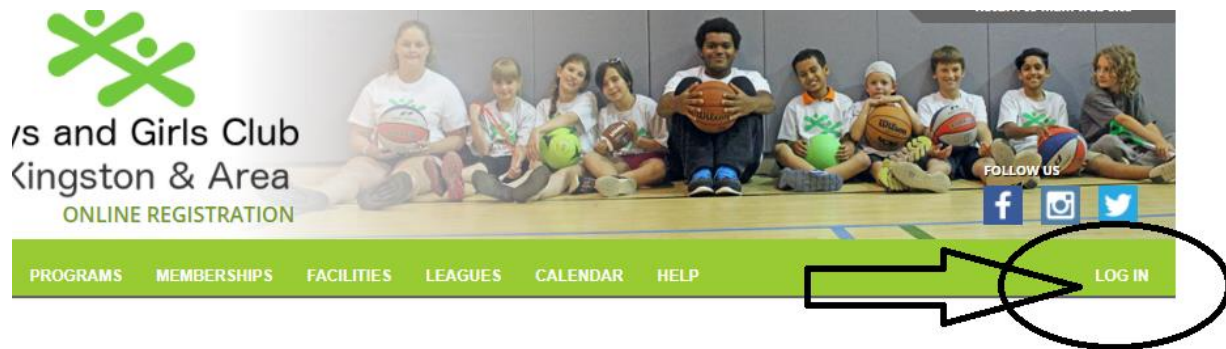 ys and Girls Club
Kingston & Area
ONLINE REGISTRATION
FOLLOW US
PROGRAMS MEMBERSHIPS FACILITIES LEAGUES CALENDAR HELP LOG IN